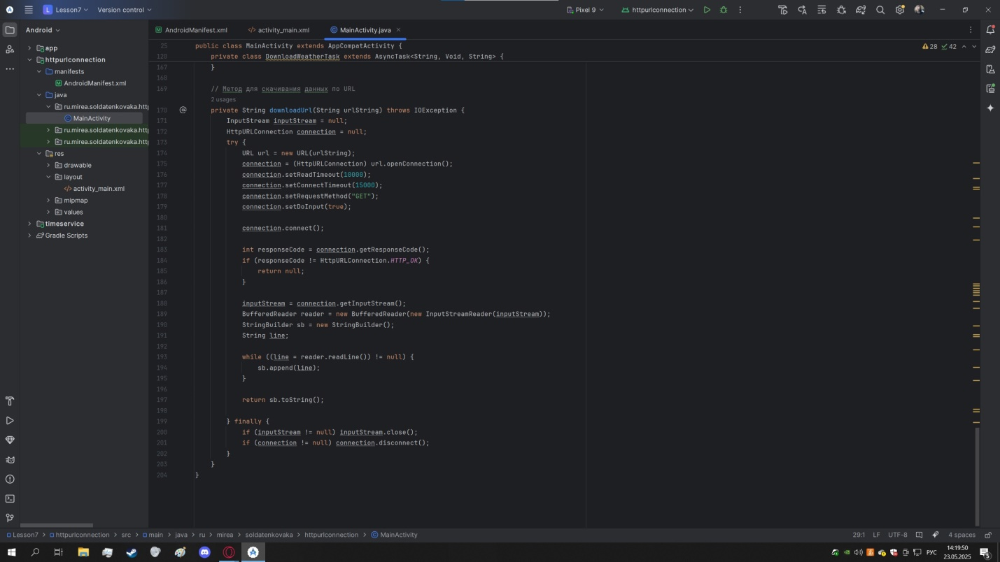 Lesson7
Version control
Pixel 9
httpurlconnection
Android
AndroidManifest.xml
activity_main.xml
MainActivity.java
app
httpurlconnection
manifests
AndroidManifest.xml
java
ru.mirea.soldatenkovaka.http
MainActivity
ru.mirea.soldatenkovaka.http
ru.mirea.soldatenkovaka.http
res
drawable
layout
activity_main.xml
mipmap
values
timeservice
Gradle Scripts
28 42
25 public class MainActivity extends AppCompatActivity {
128 private class DownloadWeatherTask extends AsyncTask<String, Void, String> {
167 }
168
169 // Метод для скачивания данных по URL
2 usages
170 @ private String downloadUrl(String urlString) throws IOException {
171 InputStream inputStream = null;
172 HttpURLConnection connection = null;
173 try {
174 URL url = new URL(urlString);
175 connection = (HttpURLConnection) url.openConnection();
176 connection.setReadTimeout(10000);
177 connection.setConnectTimeout(15000);
178 connection.setRequestMethod("GET");
179 connection.setDoInput(true);
180
181 connection.connect();
182
183 int responseCode = connection.getResponseCode();
184 if (responseCode != HttpURLConnection.HTTP_OK) {
185 return null;
186 }
187
188 inputStream = connection.getInputStream();
189 BufferedReader reader = new BufferedReader(new InputStreamReader(inputStream));
190 StringBuilder sb = new StringBuilder();
191 String line;
192
193 while ((line = reader.readLine()) != null) {
194 sb.append(line);
195 }
196
197 return sb.toString();
198
199 } finally {
200 if (inputStream != null) inputStream.close();
201 if (connection != null) connection.disconnect();
202 }
203 }
204 }
Lesson7 > httpurlconnection > src > main > java > ru > mirea > soldatenkovaka > httpurlconnection > MainActivity
29:1 LF UTF-8 4 spaces
РУС
14:19:50
23.05.2025
5